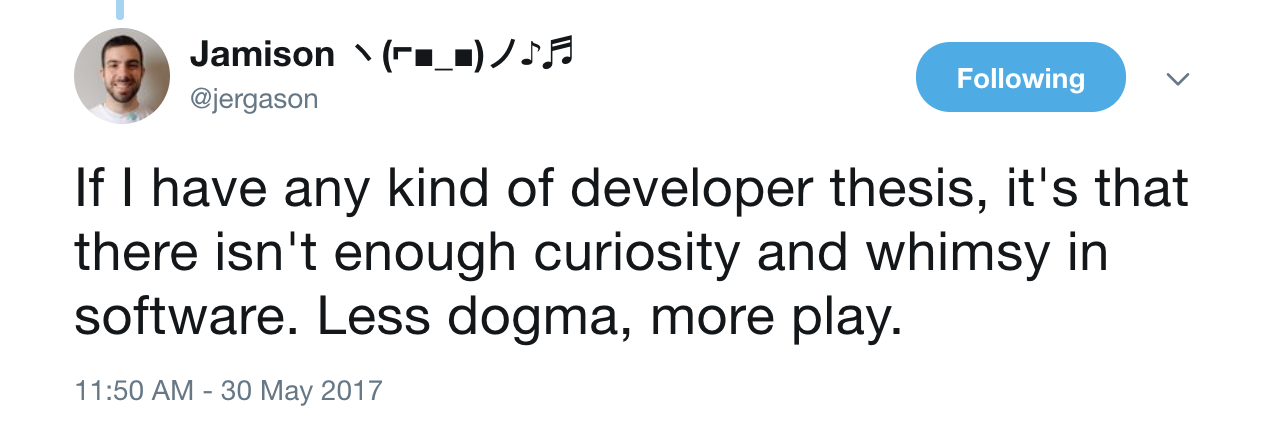 Jamison ヽ(⌐■_■)ノ♪♬
@jergason
Following
If I have any kind of developer thesis, it's that
there isn't enough curiosity and whimsy in
software. Less dogma, more play.
11:50 AM - 30 May 2017